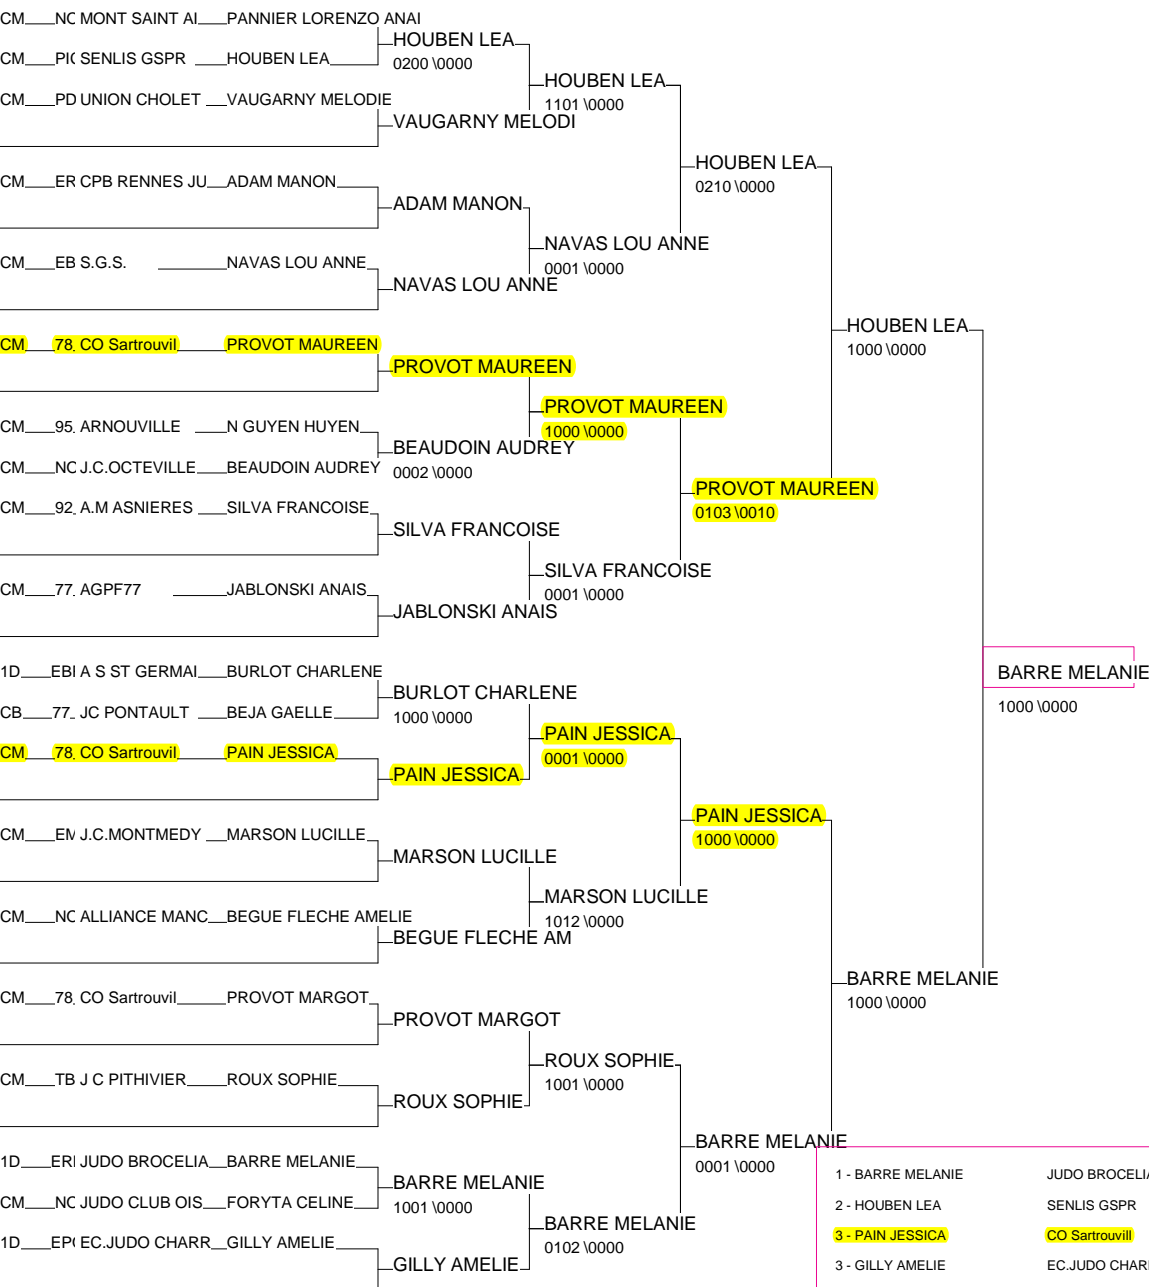 CM NC MONT SAINT AI PANNIER LORENZO ANAI
HOUBEN LEA
CM PI( SENLIS GSPR HOUBEN LEA
0200 \0000
HOUBEN LEA
CM PD UNION CHOLET VAUGARNY MELODIE
1101 \0000
VAUGARNY MELODI
HOUBEN LEA
CM ER CPB RENNES JU ADAM MANON
0210 \0000
ADAM MANON
NAVAS LOU ANNE
CM EB S.G.S. NAVAS LOU ANNE
0001 \0000
NAVAS LOU ANNE
HOUBEN LEA
CM 78 CO Sartrouvil PROVOT MAUREEN
1000 \0000
PROVOT MAUREEN
PROVOT MAUREEN
CM 95 ARNOUVILLE N GUYEN HUYEN
1000 \0000
BEAUDOIN AUDREY
CM NC J.C.OCTEVILLE BEAUDOIN AUDREY
0002 \0000
PROVOT MAUREEN
CM 92 A.M ASNIERES SILVA FRANCOISE
0103 \0010
SILVA FRANCOISE
SILVA FRANCOISE
CM 77 AGPF77 JABLONSKI ANAIS
0001 \0000
JABLONSKI ANAIS
1D EBI A S ST GERMAI BURLOT CHARLENE
BARRE MELANIE
BURLOT CHARLENE
1000 \0000
CB 77 JC PONTAULT BEJA GAELLE
1000 \0000
PAIN JESSICA
CM 78 CO Sartrouvil PAIN JESSICA
0001 \0000
PAIN JESSICA
PAIN JESSICA
CM EM J.C.MONTMEDY MARSON LUCILLE
1000 \0000
MARSON LUCILLE
MARSON LUCILLE
CM NC ALLIANCE MANC BEGUE FLECHE AMELIE
1012 \0000
BEGUE FLECHE AM
BARRE MELANIE
CM 78 CO Sartrouvil PROVOT MARGOT
1000 \0000
PROVOT MARGOT
ROUX SOPHIE
CM TB J C PITHIVIER ROUX SOPHIE
1001 \0000
ROUX SOPHIE
BARRE MELANIE
1D ERI JUDO BROCELIA BARRE MELANIE
0001 \0000
BARRE MELANIE
CM NC JUDO CLUB OIS FORYTA CELINE
1001 \0000
BARRE MELANIE
1D EP( EC.JUDO CHARR GILLY AMELIE
0102 \0000
GILLY AMELIE
1 - BARRE MELANIE JUDO BROCELIA
2 - HOUBEN LEA SENLIS GSPR
3 - PAIN JESSICA CO Sartrouvill
3 - GILLY AMELIE EC.JUDO CHAR